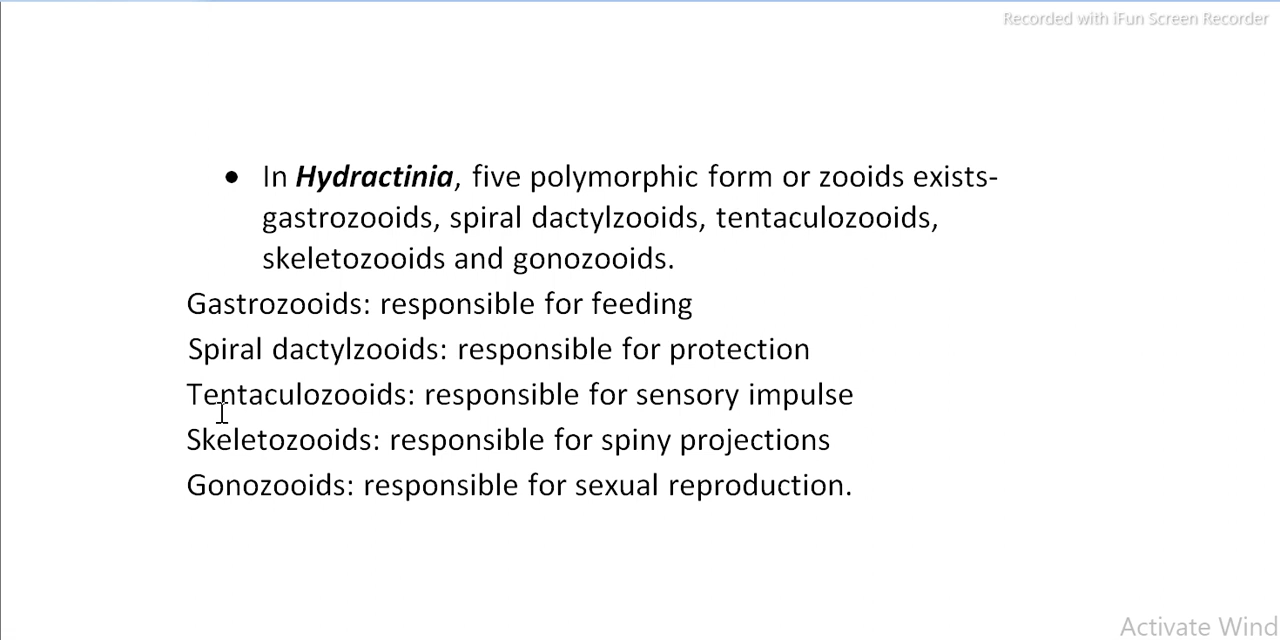 Recorded with iFun Screen Recorder
• In Hydractinia, five polymorphic form or zooids exists-
gastrozooids, spiral dactylzooids, tentaculozooids,
skeletozooids and gonozooids.
Gastrozooids: responsible for feeding
Spiral dactylzooids: responsible for protection
Tentaculozooids: responsible for sensory impulse
Skeletozooids: responsible for spiny projections
Gonozooids: responsible for sexual reproduction.
Activate Wind